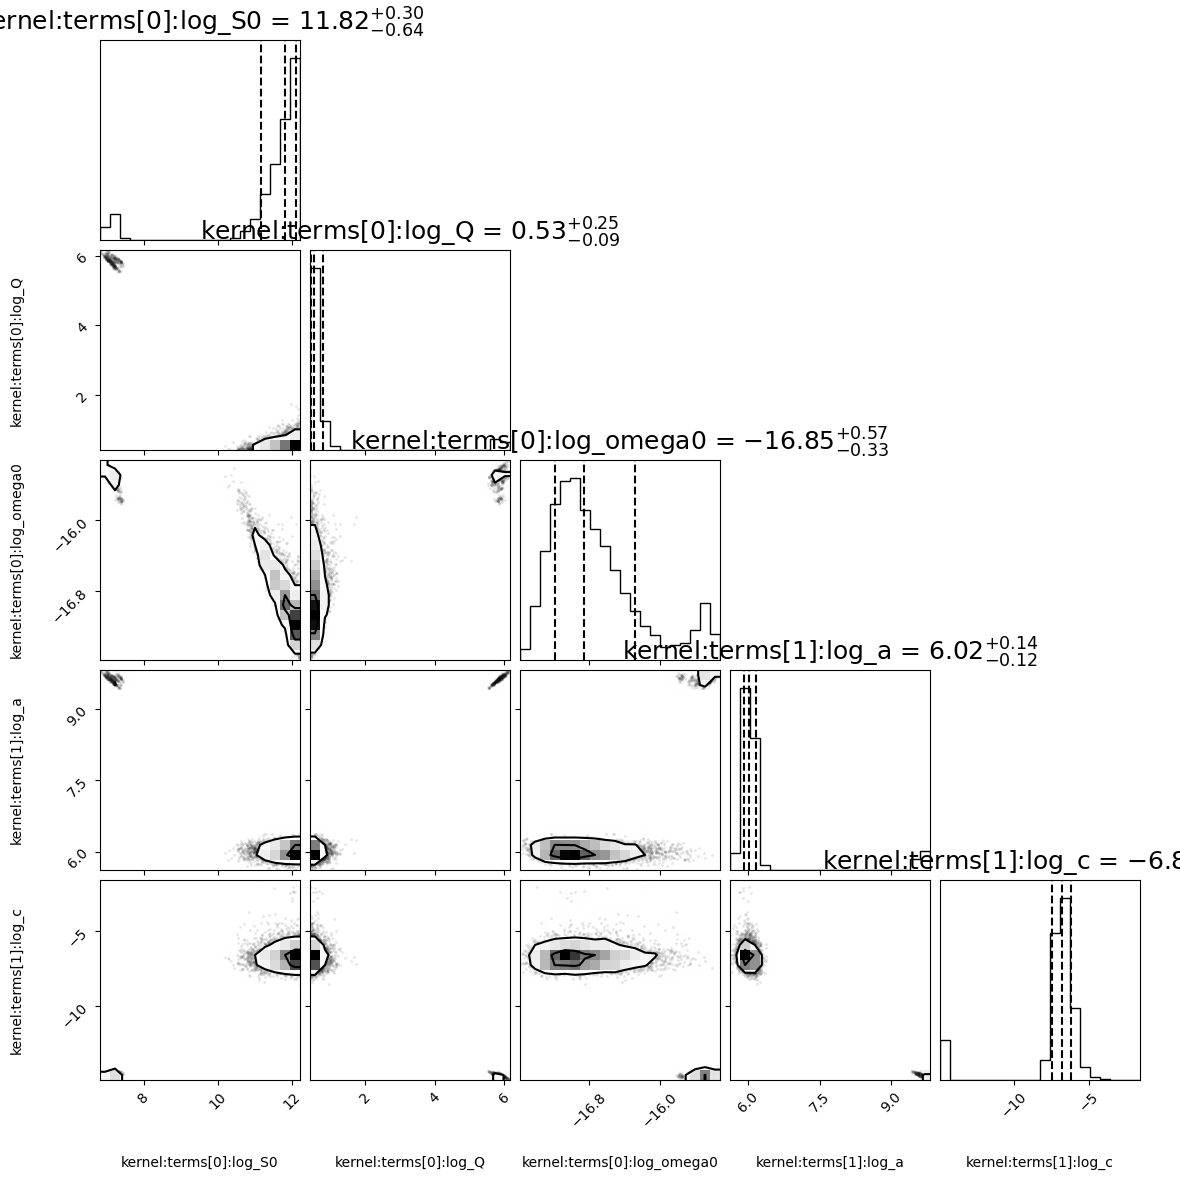 ernel:terms[0]:log_S0 = 11.82+0.30−0.64
kernel:terms[0]:log_Q = 0.53+0.25−0.09
6
4
2
kernel:terms[0]:log_Q
kernel:terms[0]:log_omega0 = −16.85+0.57−0.33
−16.0
−16.8
kernel:terms[0]:log_omega0
kernel:terms[1]:log_a = 6.02+0.14−0.12
9.0
7.5
6.0
kernel:terms[1]:log_a
kernel:terms[1]:log_c = −6.8
−5
−10
kernel:terms[1]:log_c
8 10 12 2 4 6 −16.8 −16.0 6.0 7.5 9.0 −10 −5
kernel:terms[0]:log_S0 kernel:terms[0]:log_Q kernel:terms[0]:log_omega0 kernel:terms[1]:log_a kernel:terms[1]:log_c